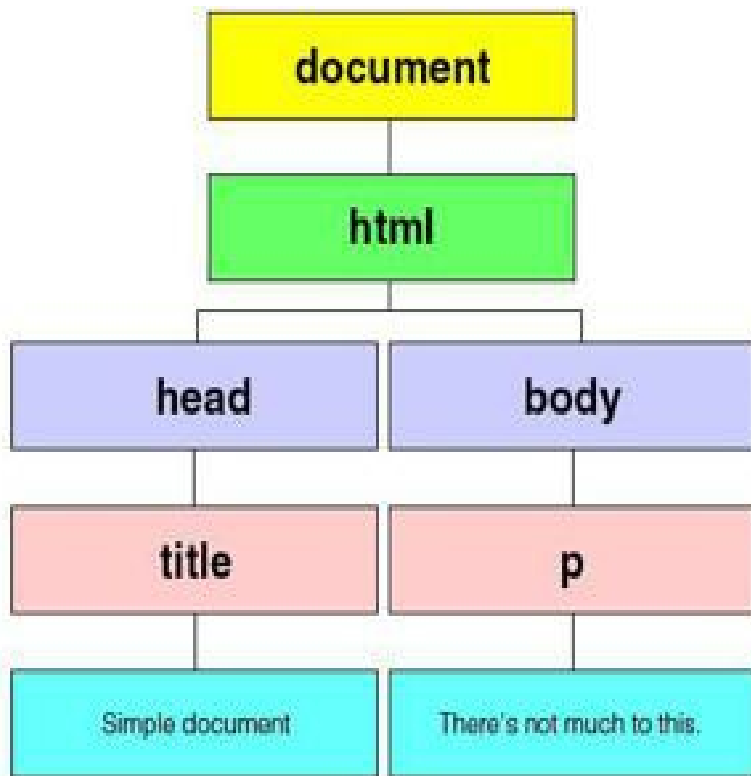 document
html
head
body
title
p
Simple document
There's not much to this.